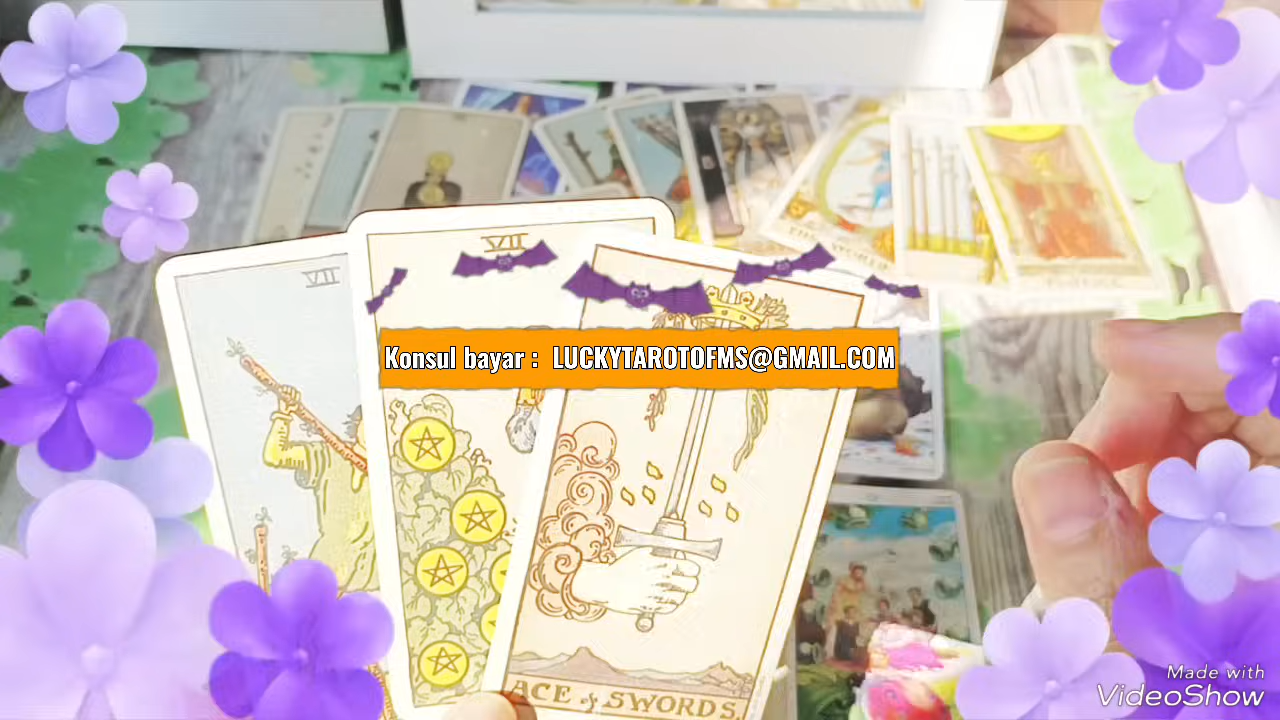 VII
VII
Konsul bayar : LUCKYTAROTOFMS@GMAIL.COM
ACE of SWORDS.
Made with
VideoShow